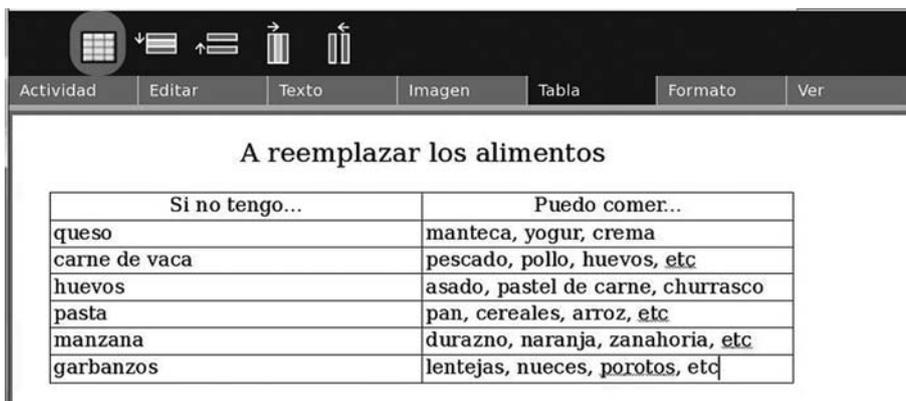 Actividad Editar Texto Imagen Tabla Formato Ver
A reemplazar los alimentos
Si no tengo... Puedo comer...
queso manteca, yogur, crema
carne de vaca pescado, pollo, huevos, etc
huevos asado, pastel de carne, churrasco
pasta pan, cereales, arroz, etc
manzana durazno, naranja, zanahoria, etc
garbanzos lentejas, nueces, porotos, etc